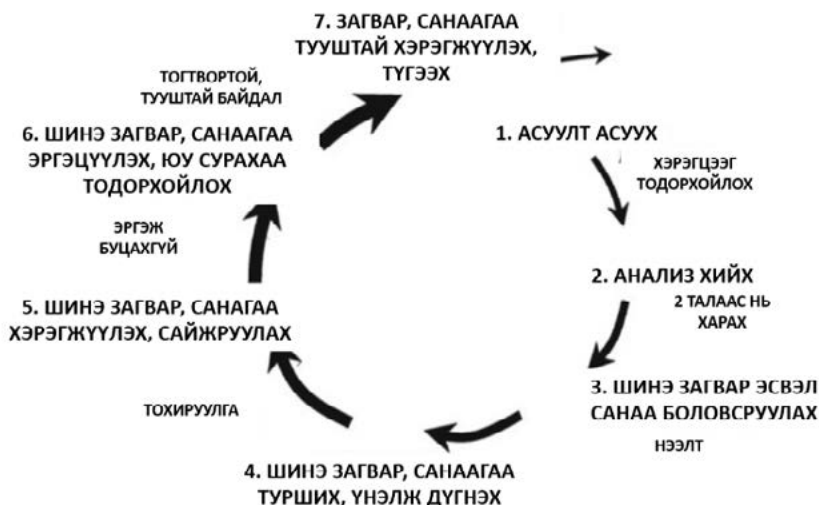 7. ЗАГВАР, САНААГАА
ТУУШТАЙ ХЭРЭГЖҮҮЛЭХ,
ТҮГЭЭХ
ТОГТВОРТОЙ,
ТУУШТАЙ БАЙДАЛ
6. ШИНЭ ЗАГВАР, САНААГАА
ЭРГЭЦҮҮЛЭХ, ЮУ СУРАХАА
ТОДОРХОЙЛОХ
1. АСУУЛТ АСУУХ
ХЭРЭГЦЭЭГ
ТОДОРХОЙЛОХ
ЭРГЭЖ
БУЦАХГҮЙ
2. АНАЛИЗ ХИЙХ
2 ТАЛААС НЬ
ХАРАХ
5. ШИНЭ ЗАГВАР, САНАГАА
ХЭРЭГЖҮҮЛЭХ, САЙЖРУУЛАХ
3. ШИНЭ ЗАГВАР ЭСВЭЛ
САНАА БОЛОВСРУУЛАХ
НЭЭЛТ
ТОХИРУУЛГА
4. ШИНЭ ЗАГВАР, САНААГАА
ТУРШИХ, ҮНЭЛЖ ДҮГНЭХ